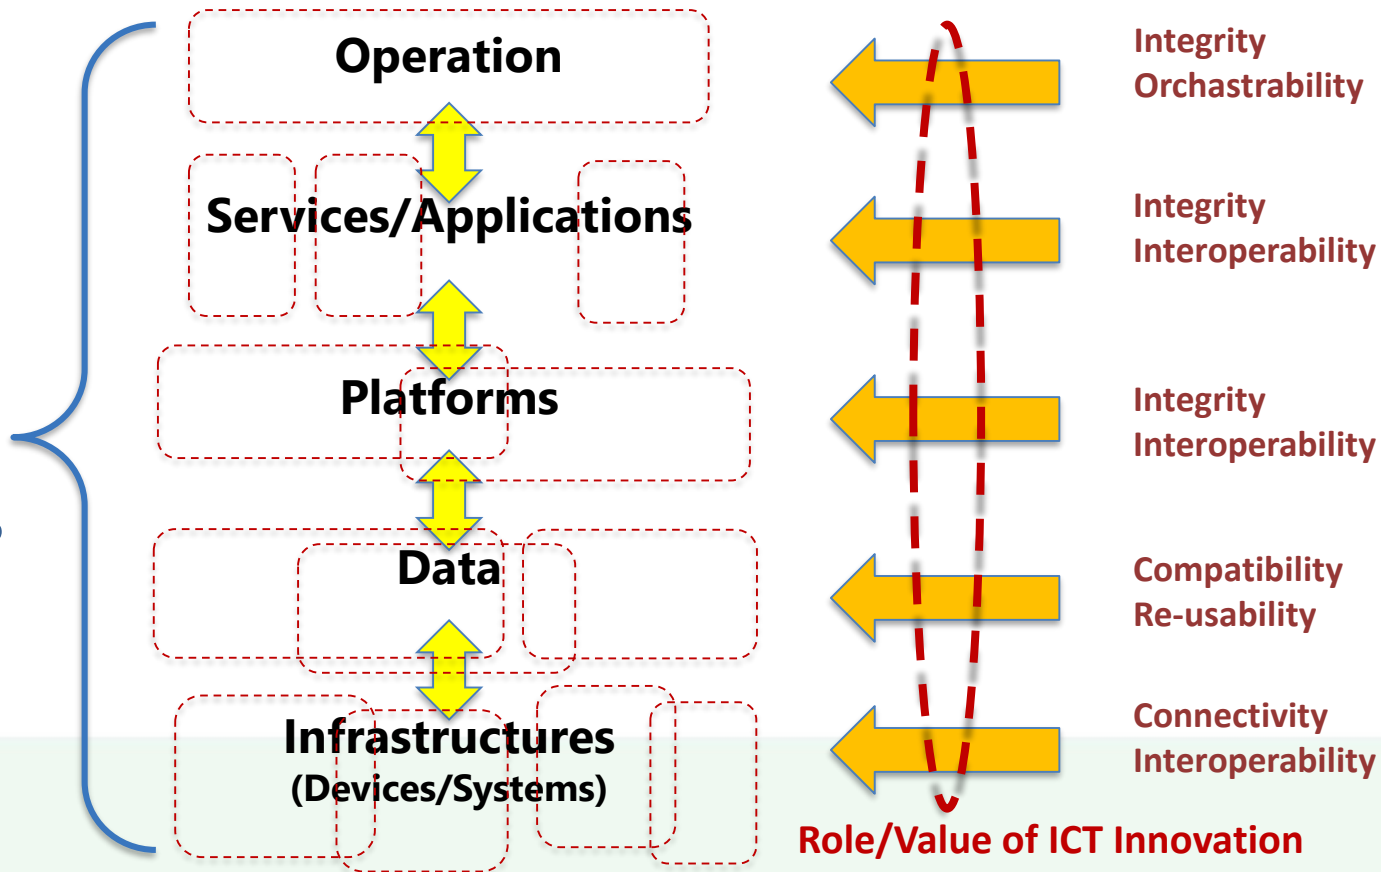 Operation
Integrity
Orchastrability
Services/Applications
Integrity
Interoperability
Platforms
Integrity
Interoperability
Data
Compatibility
Re-usability
Infrastructures
(Devices/Systems)
Connectivity
Interoperability
Role/Value of ICT Innovation